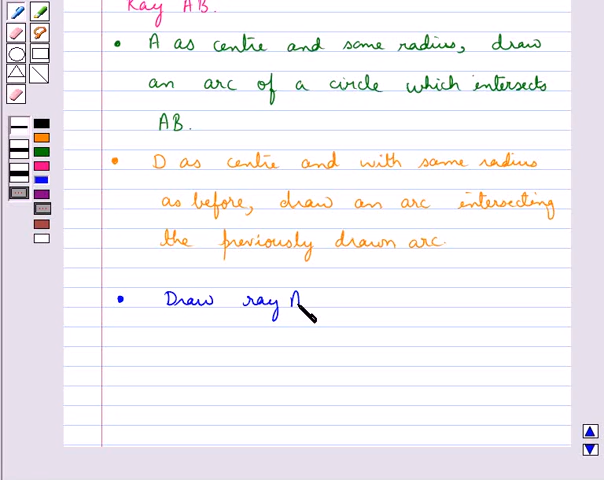 Ray AB.
• A as centre and same radius, draw
an arc of a circle which intersects
AB.
• D as centre and with same radius
as before, draw an arc intersecting
the previously drawn arc.
• Draw ray